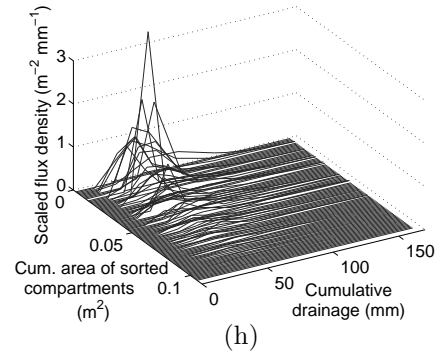 Scaled flux density (m−2 mm−1)
3
2
1
0
0
0.05
0.1
Cum. area of sorted
compartments
(m2)
0
50
100
150
Cumulative
drainage (mm)
(h)